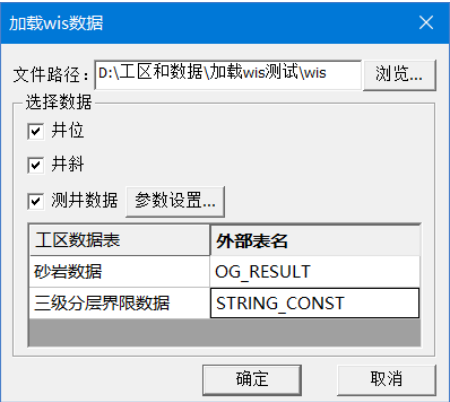 加载wis数据
文件路径： D:\工区和数据\加载wis测试\wis 浏览...
选择数据
井位
井斜
测井数据 参数设置...
工区数据表 外部表名
砂岩数据 OG_RESULT
三级分层界限数据 STRING_CONST
确定 取消